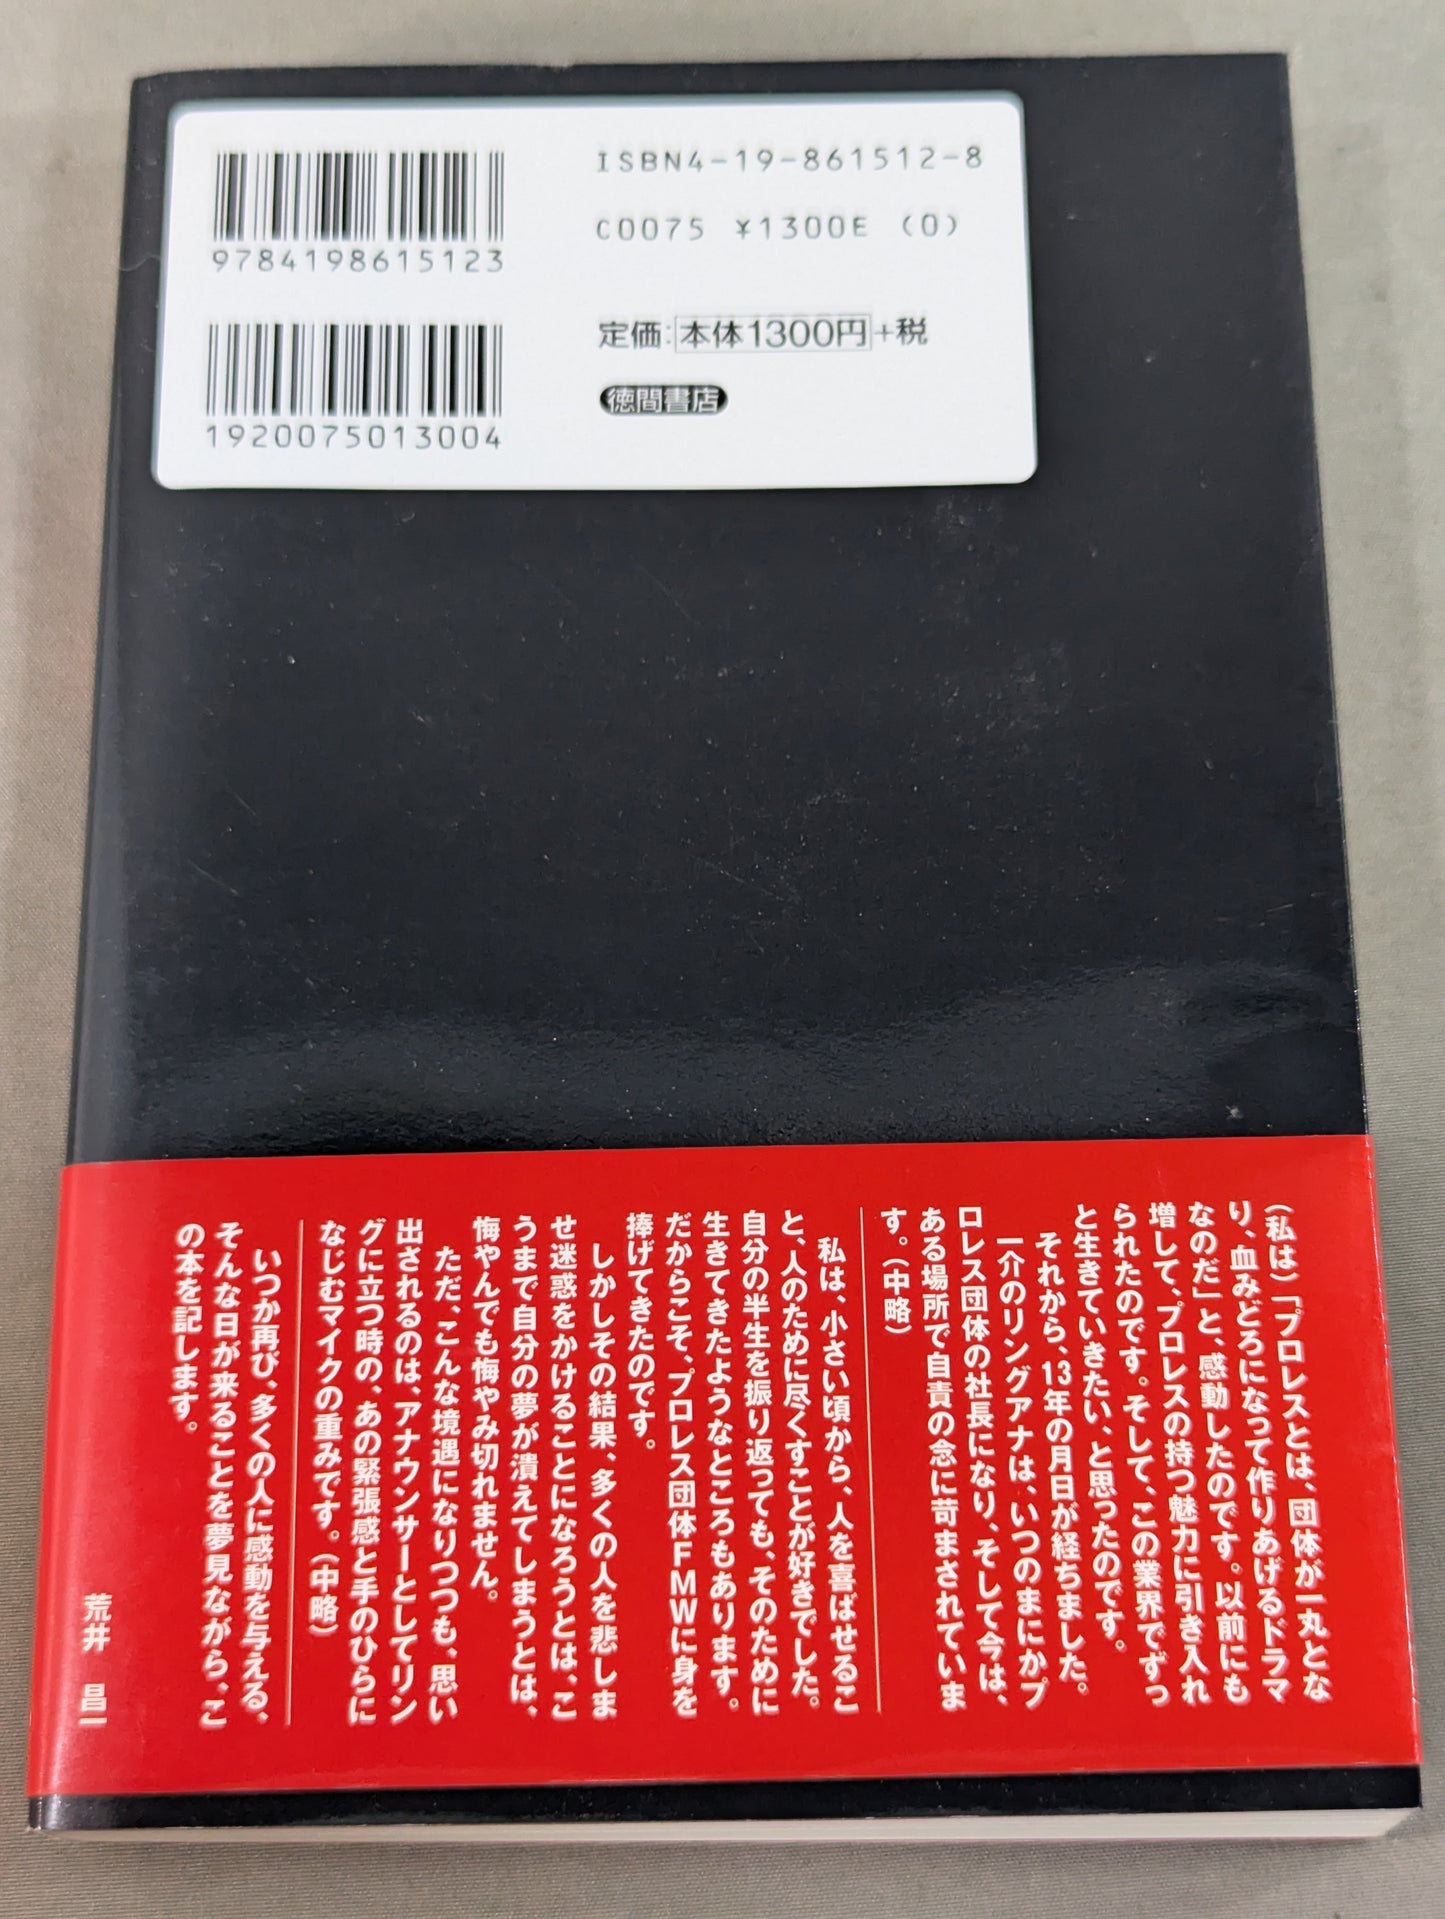 9784198615123
1920075013004
ISBN4-19-861512-8
C0075 ¥1300E (0)
定価:本体1300円+税
徳間書店
(私は)「プロレスとは、団体が一丸とな
り、血みどろになって作りあげるドラマ
なのだ」と、感動したのです。以前にも
増して、プロレスの持つ魅力に引き入れ
られたのです。そして、この業界でずっ
と生きていきたい、と思ったのです。
それから、13年の月日が経ちました。
一介のリングアナは、いつのまにかプ
ロレス団体の社長になり、そして今は、
ある場所で自責の念に苛まされていま
す。(中略)
私は、小さい頃から、人を喜ばせるこ
と、人のために尽くすことが好きでした。
自分の半生を振り返っても、そのために
生きてきたようなところもあります。
だからこそ、プロレス団体FMWに身を
捧げてきたのです。
しかしその結果、多くの人を悲しま
せ迷惑をかけることになろうとは、こ
うまで自分の夢が潰えてしまうとは、
悔やんでも悔やみ切れません。
ただ、こんな境遇になりつつも、思い
出されるのは、アナウンサーとしてリン
グに立つ時の、あの緊張感と手のひらに
なじむマイクの重みです。(中略)
いつか再び、多くの人に感動を与える、
そんな日が来ることを夢見ながら、こ
の本を記します。
荒井 昌一